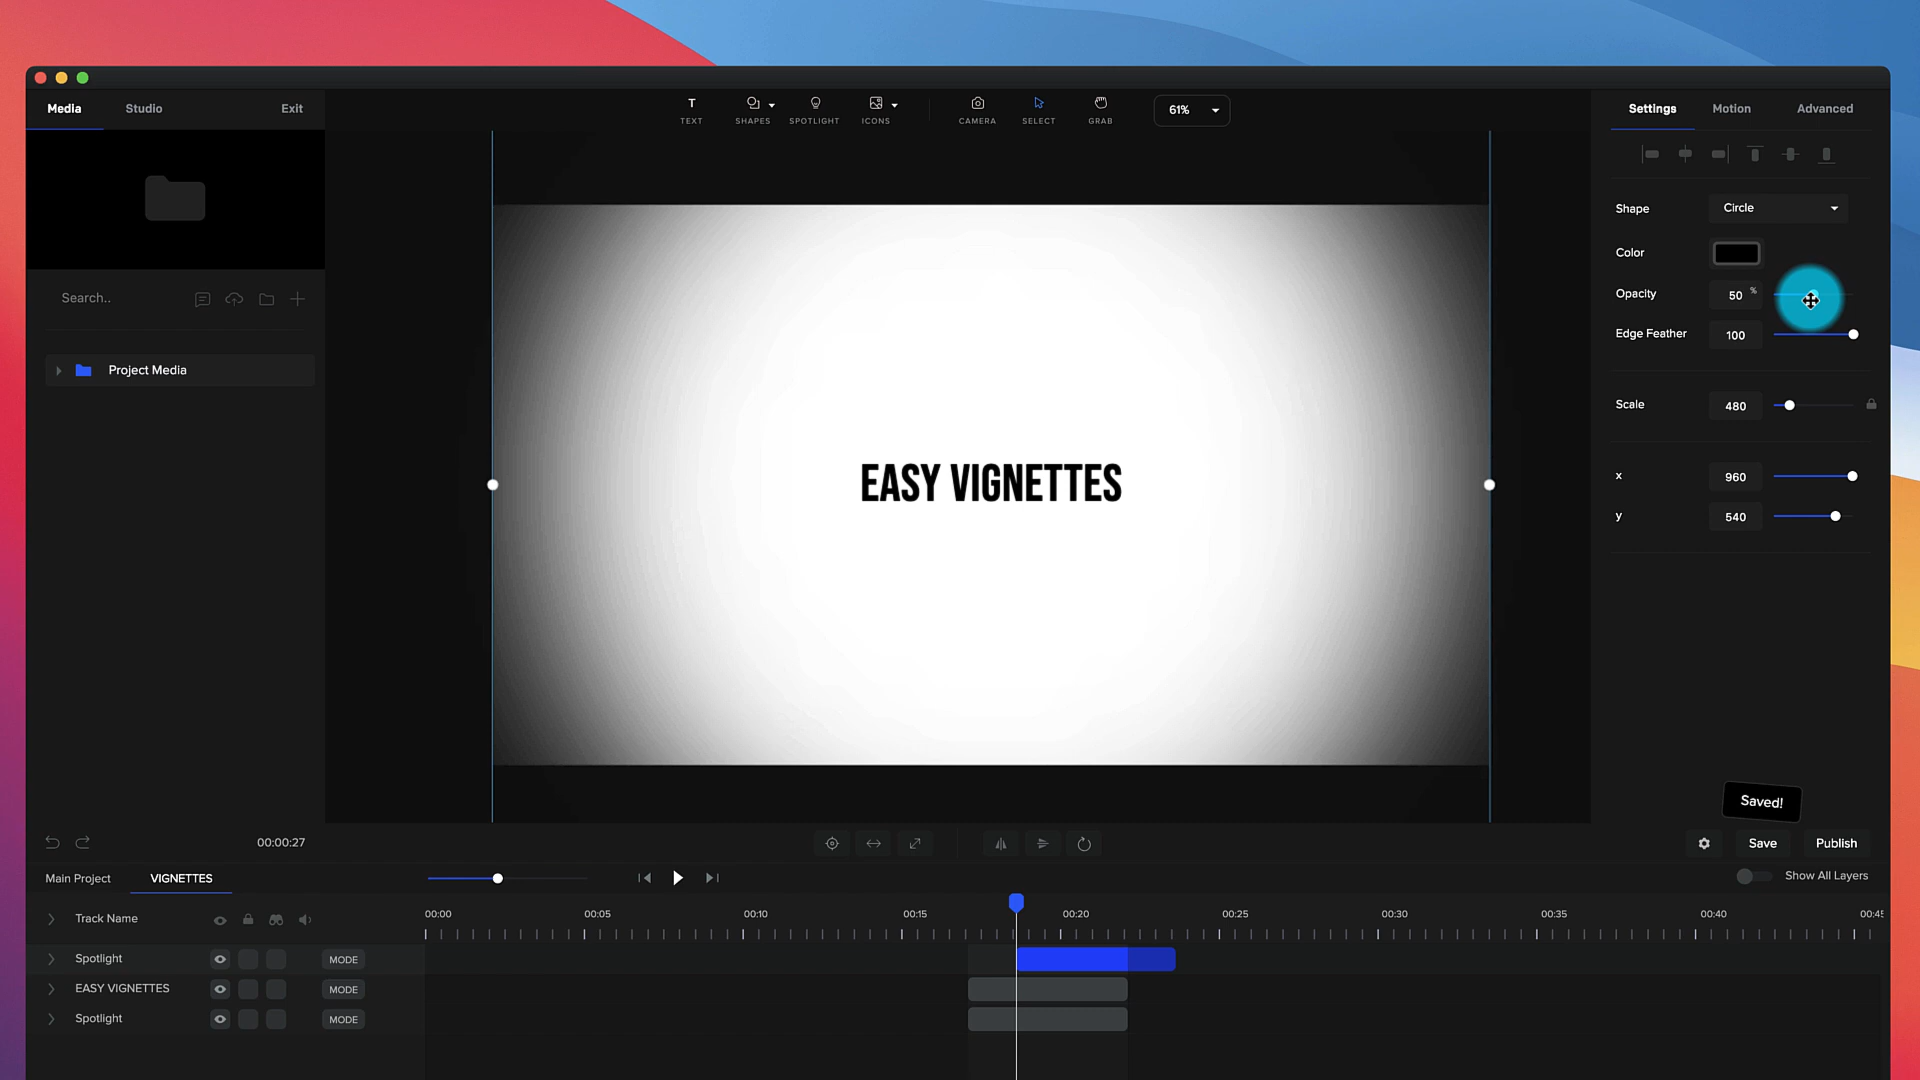 Media
Studio
Exit
T
TEXT
SHAPES
SPOTLIGHT
ICONS
CAMERA
SELECT
GRAB
61%
Settings
Motion
Advanced
Search..
Project Media
EASY VIGNETTES
Shape
Circle
Color
Opacity
50 %
Edge Feather
100
Scale
480
x
960
y
540
Saved!
00:00:27
Save
Publish
Main Project
VIGNETTES
Show All Layers
Track Name
00:00
00:05
00:10
00:15
00:20
00:25
00:30
00:35
00:40
00:45
Spotlight
MODE
EASY VIGNETTES
MODE
Spotlight
MODE